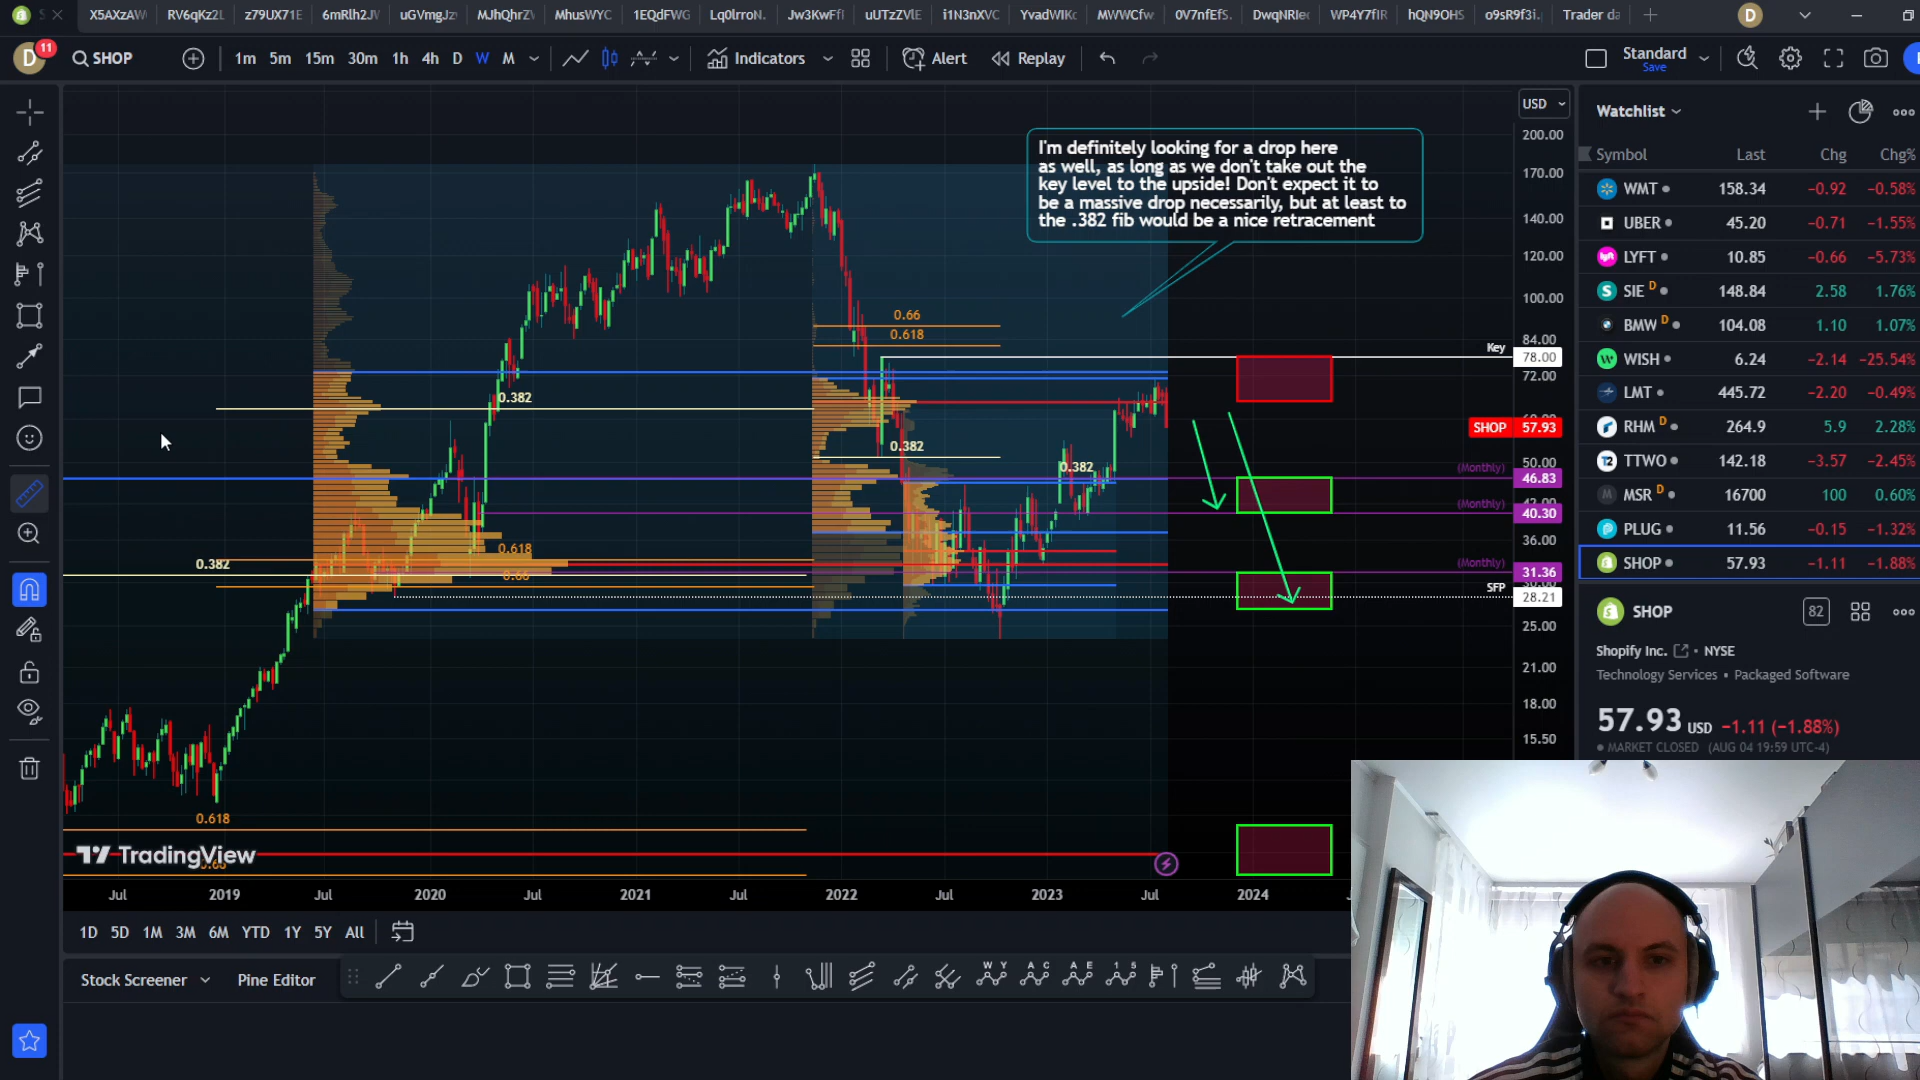 X5AXzAW
RV6qKz2L
z79UX71E
6mRlh2JV
uGVmgJz
MJhQhrZ\
MhusWYC
1EQdFWG
Lq0lrroN.
Jw3KwFfI
uUTzZVlE
i1N3nXVC
YvadWIKc
MWWCfw
0V7nfEfS.
DwqNRIec
WP4Y7fIR
hQN9OHS
o9sR9f3i.
Trader da
D
D
11
SHOP
1m
5m
15m
30m
1h
4h
D
W
M
Indicators
Alert
Replay
Standard
Save
USD
I'm definitely looking for a drop here
as well, as long as we don't take out the
key level to the upside! Don't expect it to
be a massive drop necessarily, but at least to
the .382 fib would be a nice retracement
0.66
0.618
0.382
0.382
0.382
0.618
0.66
0.382
0.618
Key
SFP
(Monthly)
(Monthly)
(Monthly)
200.00
170.00
140.00
120.00
100.00
84.00
78.00
72.00
SHOP 57.93
50.00
46.83
40.30
36.00
31.36
28.21
25.00
21.00
18.00
15.50
TradingView
Jul
2019
Jul
2020
Jul
2021
Jul
2022
Jul
2023
Jul
2024
1D
5D
1M
3M
6M
YTD
1Y
5Y
All
Stock Screener
Pine Editor
W Y
A C
A E
1 5
Watchlist
Symbol Last Chg Chg%
WMT 158.34 −0.92 −0.58%
UBER 45.20 −0.71 −1.55%
LYFT 10.85 −0.66 −5.73%
SIE D 148.84 2.58 1.76%
BMW D 104.08 1.10 1.07%
WISH 6.24 −2.14 −25.54%
LMT 445.72 −2.20 −0.49%
RHM D 264.9 5.9 2.28%
TTWO 142.18 −3.57 −2.45%
MSR D 16700 100 0.60%
PLUG 11.56 −0.15 −1.32%
SHOP 57.93 −1.11 −1.88%
SHOP
82
Shopify Inc. • NYSE
Technology Services • Packaged Software
57.93 USD −1.11 (−1.88%)
MARKET CLOSED (AUG 04 19:59 UTC-4)